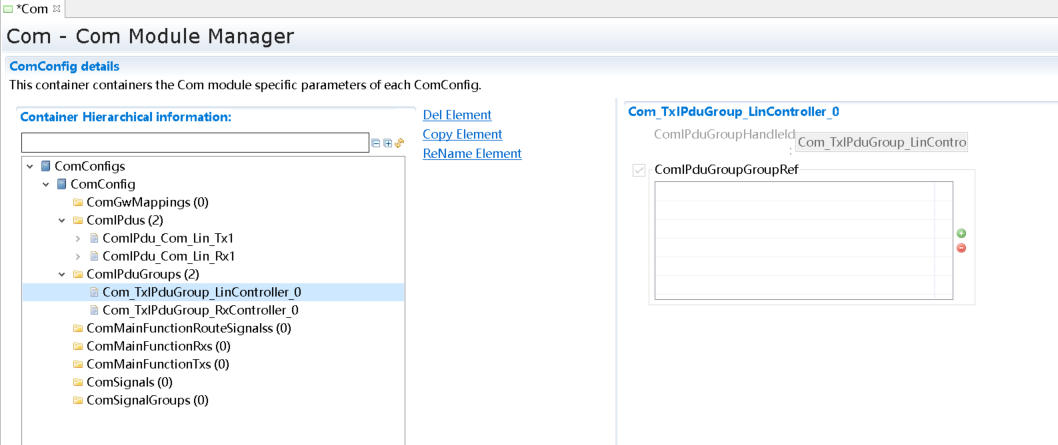 *Com
Com - Com Module Manager
ComConfig details
This container containers the Com module specific parameters of each ComConfig.
Container Hierarchical information:
Del Element
Copy Element
ReName Element
ComConfigs
ComConfig
ComGwMappings (0)
ComIPdus (2)
ComIPdu_Com_Lin_Tx1
ComIPdu_Com_Lin_Rx1
ComIPduGroups (2)
Com_TxIPduGroup_LinController_0
Com_TxIPduGroup_RxController_0
ComMainFunctionRouteSignalss (0)
ComMainFunctionRxs (0)
ComMainFunctionTxs (0)
ComSignals (0)
ComSignalGroups (0)
Com_TxIPduGroup_LinController_0
ComIPduGroupHandleId
:
Com_TxIPduGroup_LinContro
ComIPduGroupGroupRef